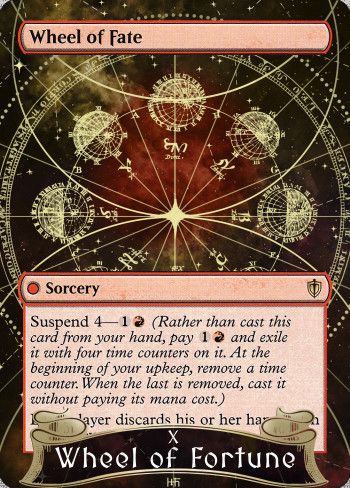 Wheel of Fate
Sorcery
Suspend 4—1 (Rather than cast this
card from your hand, pay 1 and exile
it with four time counters on it. At the
beginning of your upkeep, remove a time
counter.When the last is removed, cast it
without paying its mana cost.)
player discards his or her
X
Wheel of Fortune